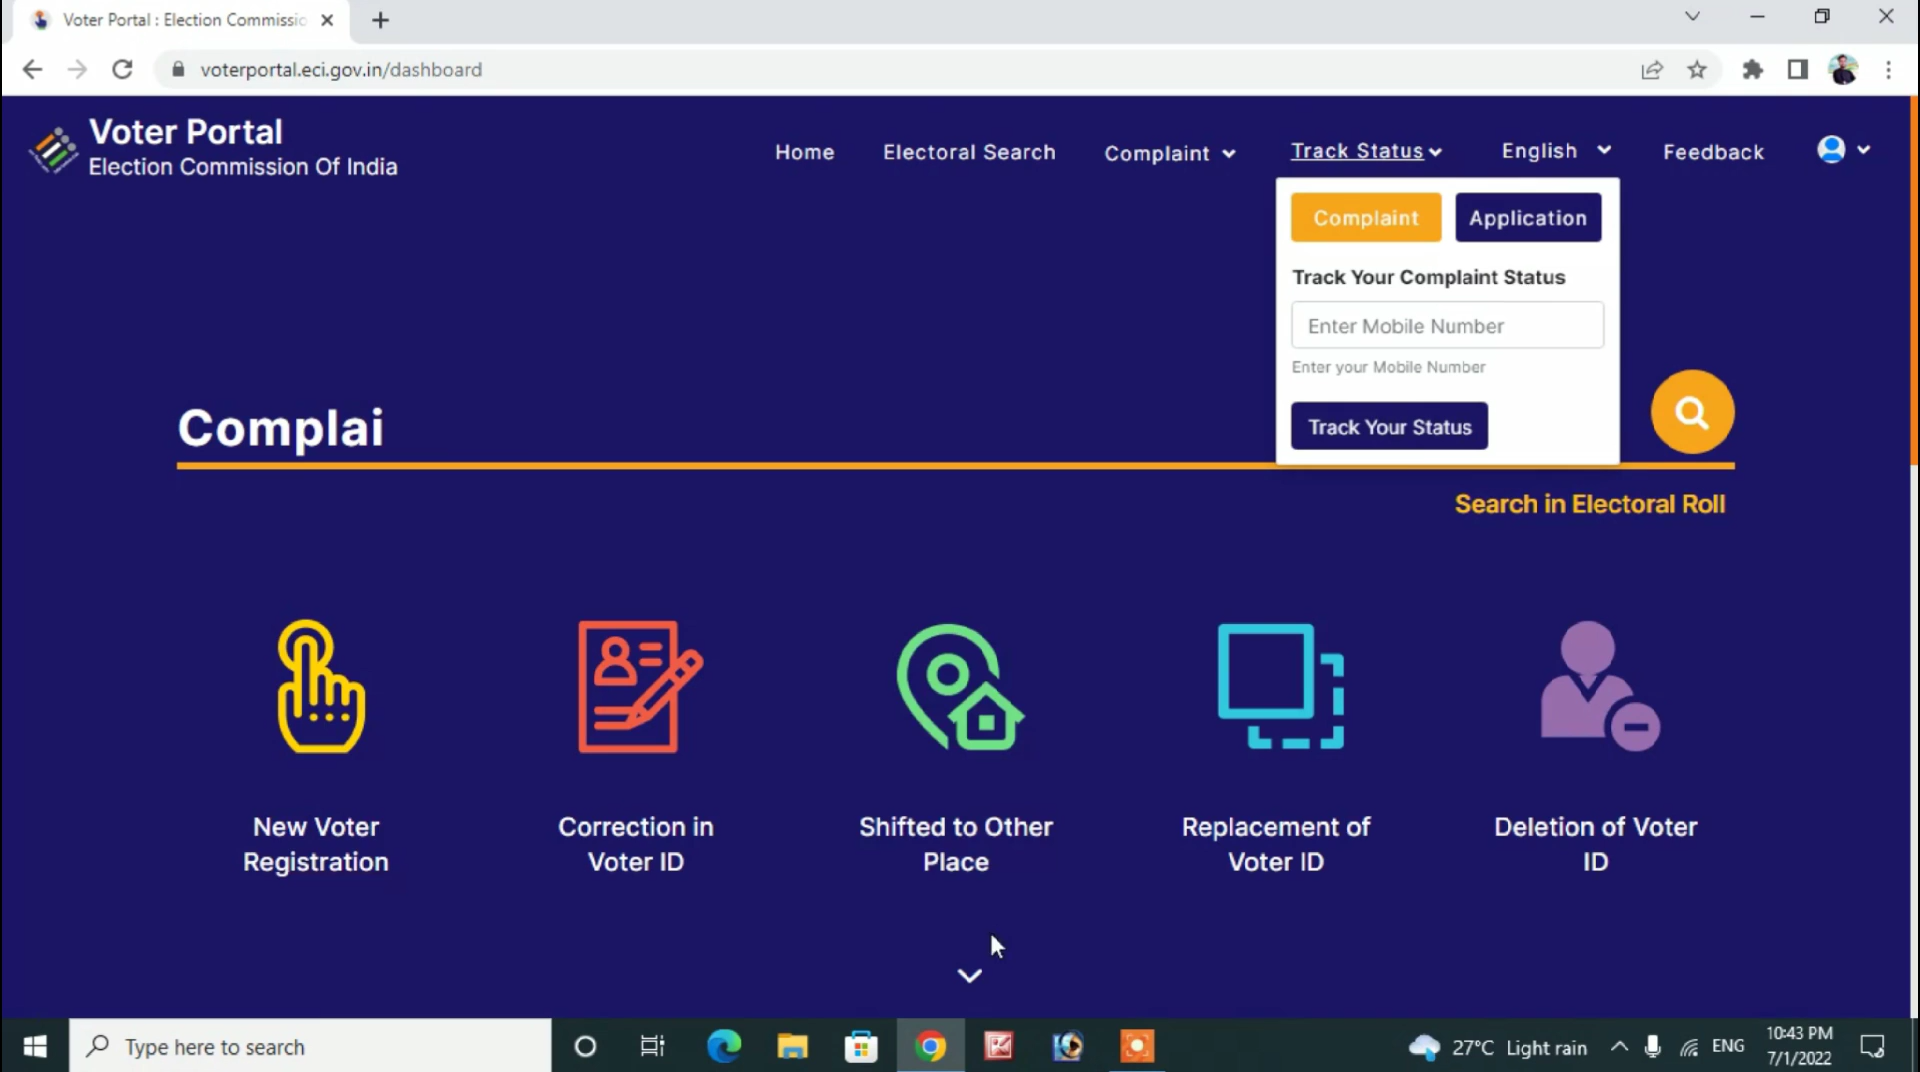 Voter Portal : Election Commissio
voterportal.eci.gov.in/dashboard
Voter Portal
Election Commission Of India
Home
Electoral Search
Complaint
Track Status
English
Feedback
Complaint
Application
Track Your Complaint Status
Enter Mobile Number
Enter your Mobile Number
Track Your Status
Complai
Search in Electoral Roll
New Voter
Registration
Correction in
Voter ID
Shifted to Other
Place
Replacement of
Voter ID
Deletion of Voter
ID
Type here to search
27°C Light rain
ENG
10:43 PM
7/1/2022